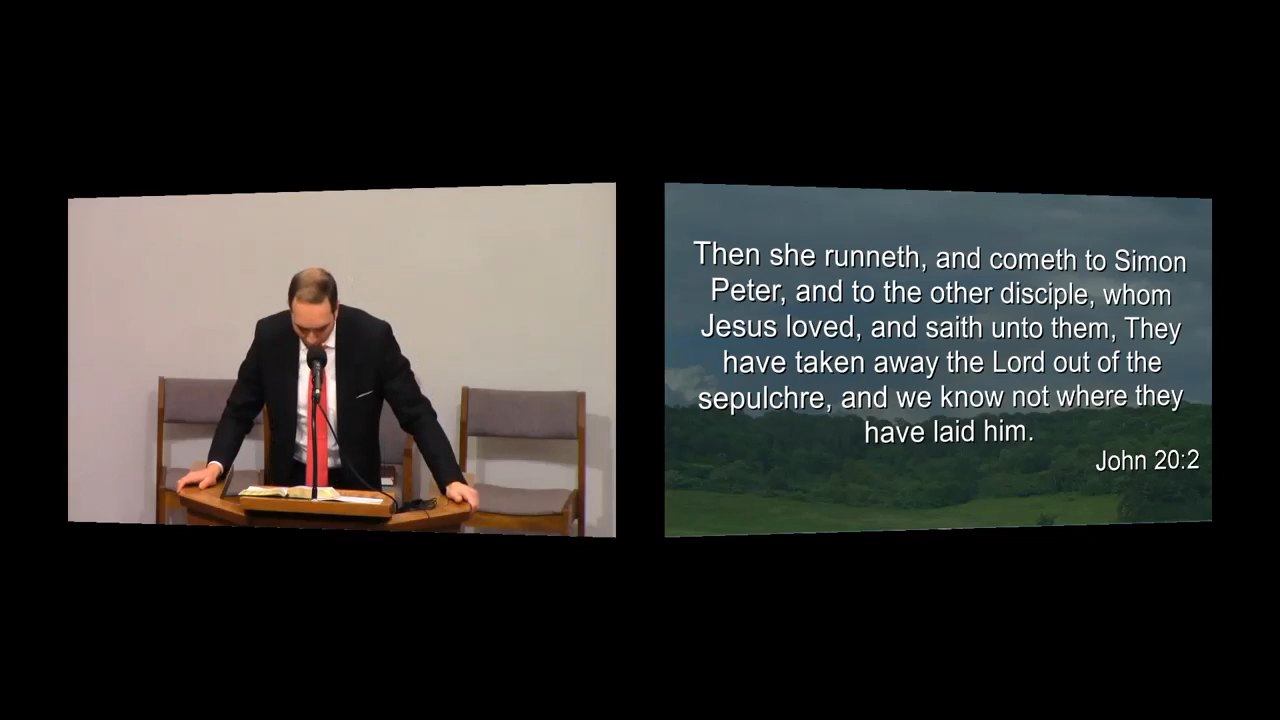 Then she runneth, and cometh to Simon
Peter, and to the other disciple, whom
Jesus loved, and saith unto them, They
have taken away the Lord out of the
sepulchre, and we know not where they
have laid him.
John 20:2